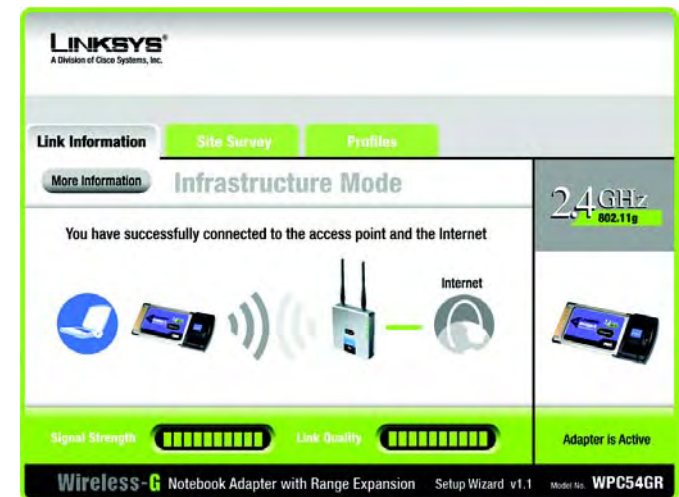 LINKSYS®
A Division of Cisco Systems, Inc.
Link Information
Site Survey
Profiles
More Information
Infrastructure Mode
2.4 GHz
802.11g
You have successfully connected to the access point and the Internet
Internet
Signal Strength
Link Quality
Adapter is Active
Wireless-G Notebook Adapter with Range Expansion Setup Wizard v1.1 Model No. WPC54GR